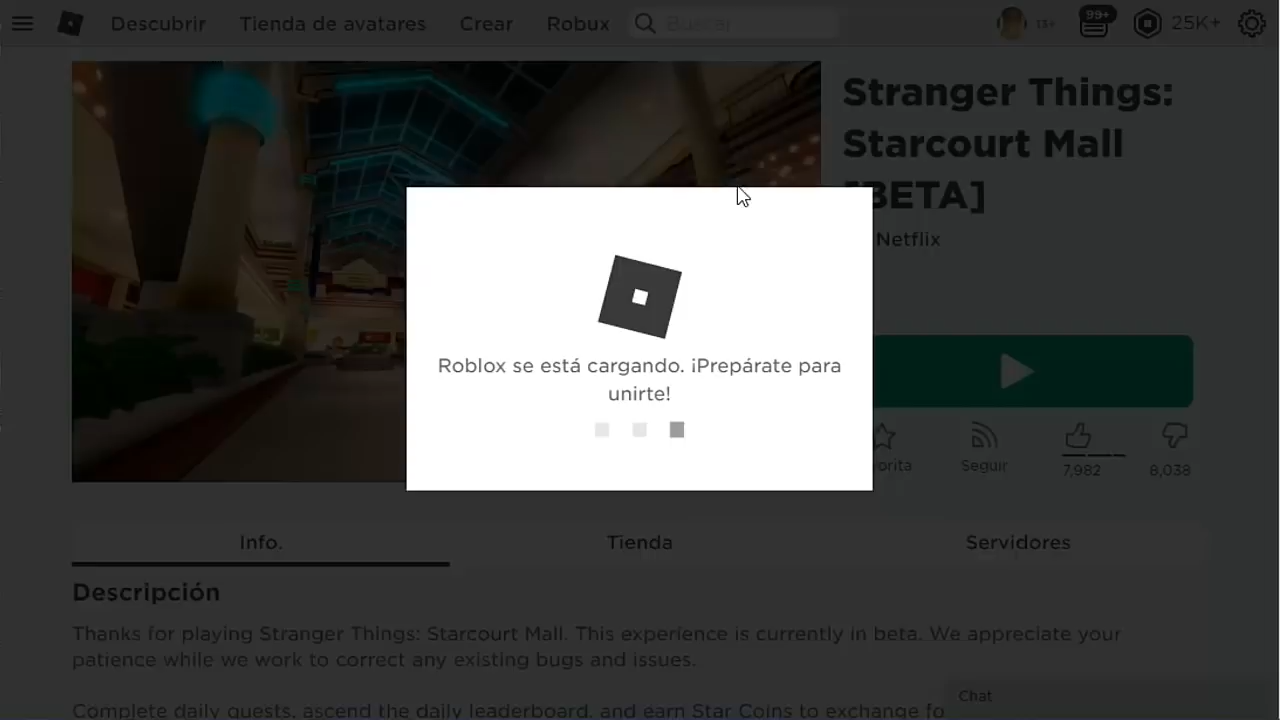 Descubrir Tienda de avatares Crear Robux Buscar 13+ 99+ 25K+
Stranger Things:
Starcourt Mall
[BETA]
Netflix
Roblox se está cargando. ¡Prepárate para
unirte!
orita Seguir 7,982 8,038
Info. Tienda Servidores
Descripción
Thanks for playing Stranger Things: Starcourt Mall. This experience is currently in beta. We appreciate your
patience while we work to correct any existing bugs and issues.
Chat
Complete daily quests, ascend the daily leaderboard, and earn Star Coins to exchange fo